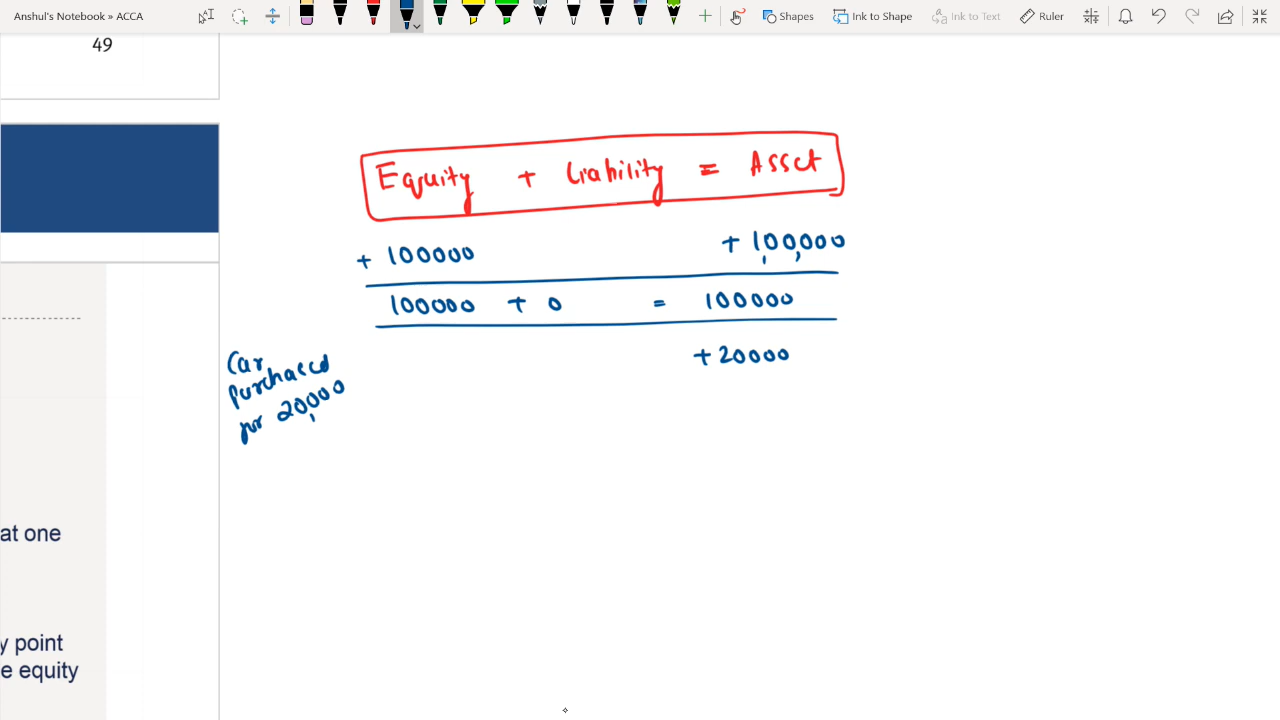 Anshul's Notebook » ACCA
Shapes
Ink to Shape
Ink to Text
Ruler
49
Equity + Liability = Asset
+ 100000 + 100,000
100000 + 0 = 100000
+ 20000
Car
purchased
for 20,000
at one
y point
e equity